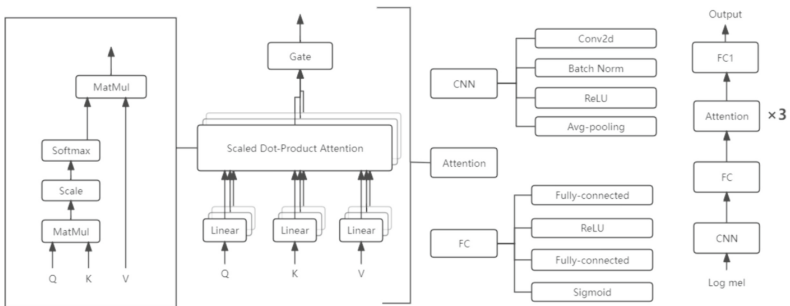 MatMul
Softmax
Scale
MatMul
Q K V
Gate
Scaled Dot-Product Attention
Linear Linear Linear
Q K V
CNN
Conv2d
Batch Norm
ReLU
Avg-pooling
Attention
FC
Fully-connected
ReLU
Fully-connected
Sigmoid
Output
FC1
Attention ×3
FC
CNN
Log mel